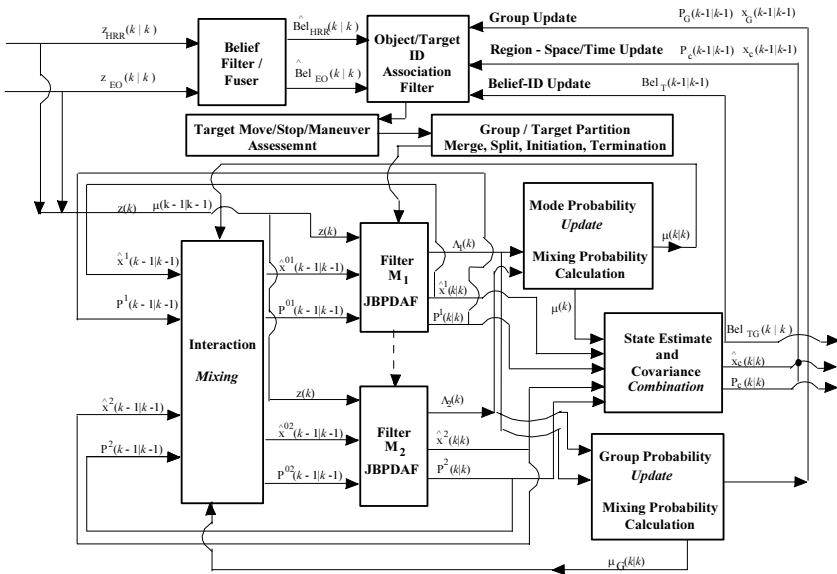 z_HRR(k | k)
^Bel_HRR(k | k)
Belief
Filter /
Fuser
Object/Target
ID
Association
Filter
Group Update
P_G(k-1|k-1) x_G(k-1|k-1)
Region - Space/Time Update
P_c(k-1|k-1) x_c(k-1|k-1)
z_EO(k | k)
^Bel_EO(k | k)
Belief-ID Update
Bel_T(k-1|k-1)
Target Move/Stop/Maneuver
Assessemnt
Group / Target Partition
Merge, Split, Initiation, Termination
z(k)
μ(k-1|k-1)
z(k)
x̂^1(k-1|k-1)
P^1(k-1|k-1)
x̂^01(k-1|k-1)
P^01(k-1|k-1)
Filter
M_1
JBPDAF
Λ_1(k)
x̂^1(k|k)
P^1(k|k)
Mode Probability
Update
Mixing Probability
Calculation
μ(k|k)
μ(k)
Interaction
Mixing
State Estimate
and
Covariance
Combination
Bel_TG(k | k)
x̂_c(k|k)
P_c(k|k)
z(k)
x̂^2(k-1|k-1)
P^2(k-1|k-1)
x̂^02(k-1|k-1)
P^02(k-1|k-1)
Filter
M_2
JBPDAF
Λ_2(k)
x̂^2(k|k)
P^2(k|k)
Group Probability
Update
Mixing Probability
Calculation
μ_G(k|k)